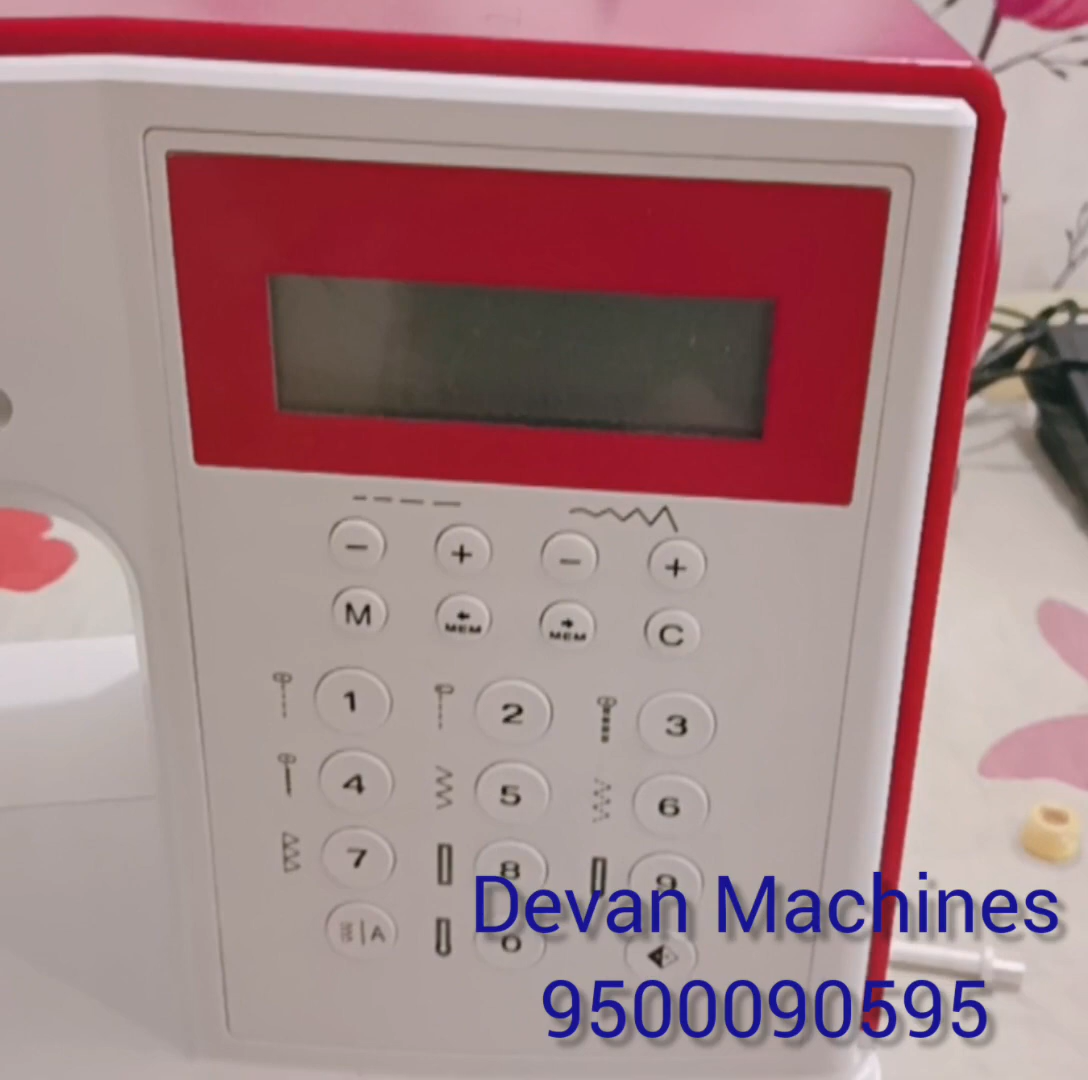 − + − +
M MEM MEM C
1 2 3
4 5 6
7 8 9
A 0
Devan Machines
9500090595